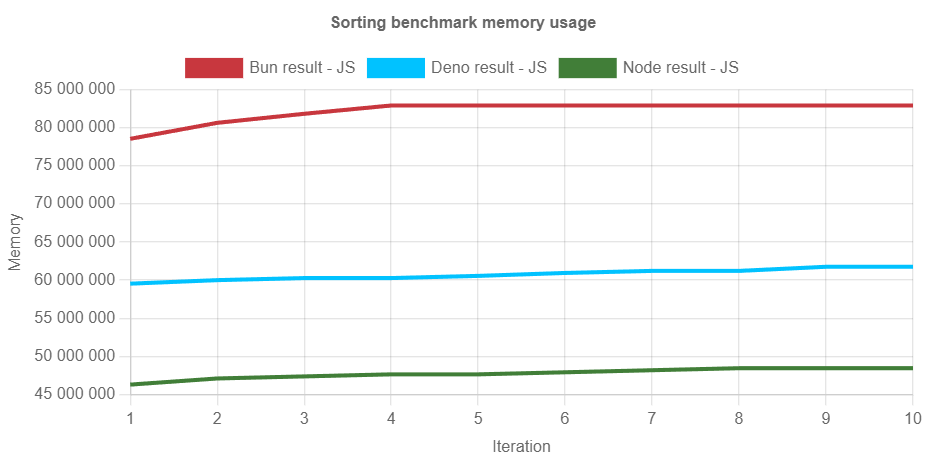 Sorting benchmark memory usage
Bun result - JS Deno result - JS Node result - JS
85 000 000
80 000 000
75 000 000
70 000 000
65 000 000
60 000 000
55 000 000
50 000 000
45 000 000
Memory
1 2 3 4 5 6 7 8 9 10
Iteration